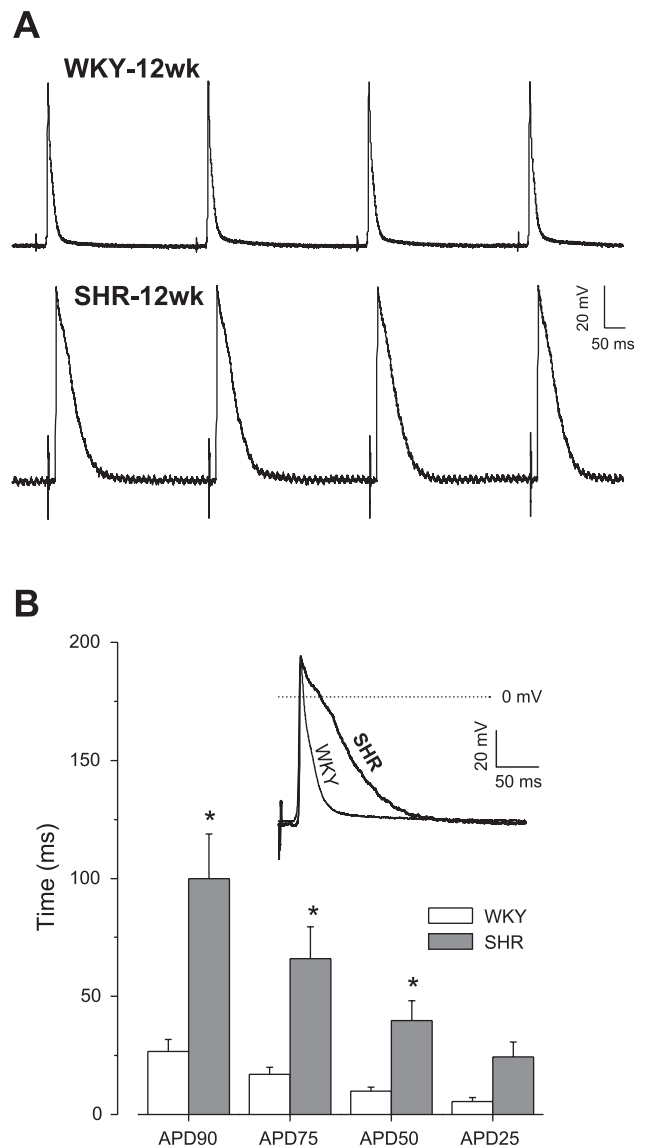 A
WKY-12wk
SHR-12wk
20 mV
50 ms
B
200
150
100
50
0
Time (ms)
0 mV
20 mV
50 ms
WKY
SHR
*
*
*
WKY
SHR
APD90 APD75 APD50 APD25